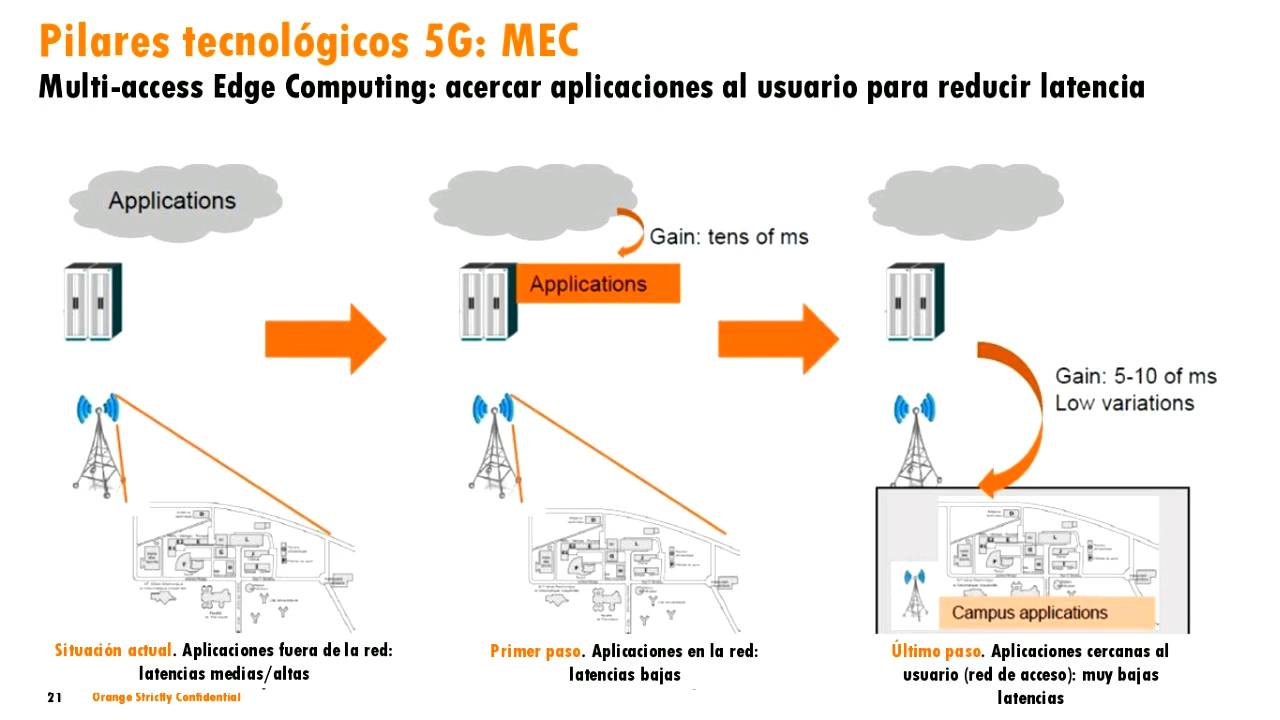 Pilares tecnológicos 5G: MEC
Multi-access Edge Computing: acercar aplicaciones al usuario para reducir latencia
Applications
Gain: tens of ms
Applications
Gain: 5-10 of ms
Low variations
Campus applications
Situación actual. Aplicaciones fuera de la red:
latencias medias/altas
Primer paso. Aplicaciones en la red:
latencias bajas
Último paso. Aplicaciones cercanas al
usuario (red de acceso): muy bajas
latencias
21
Orange Strictly Confidential